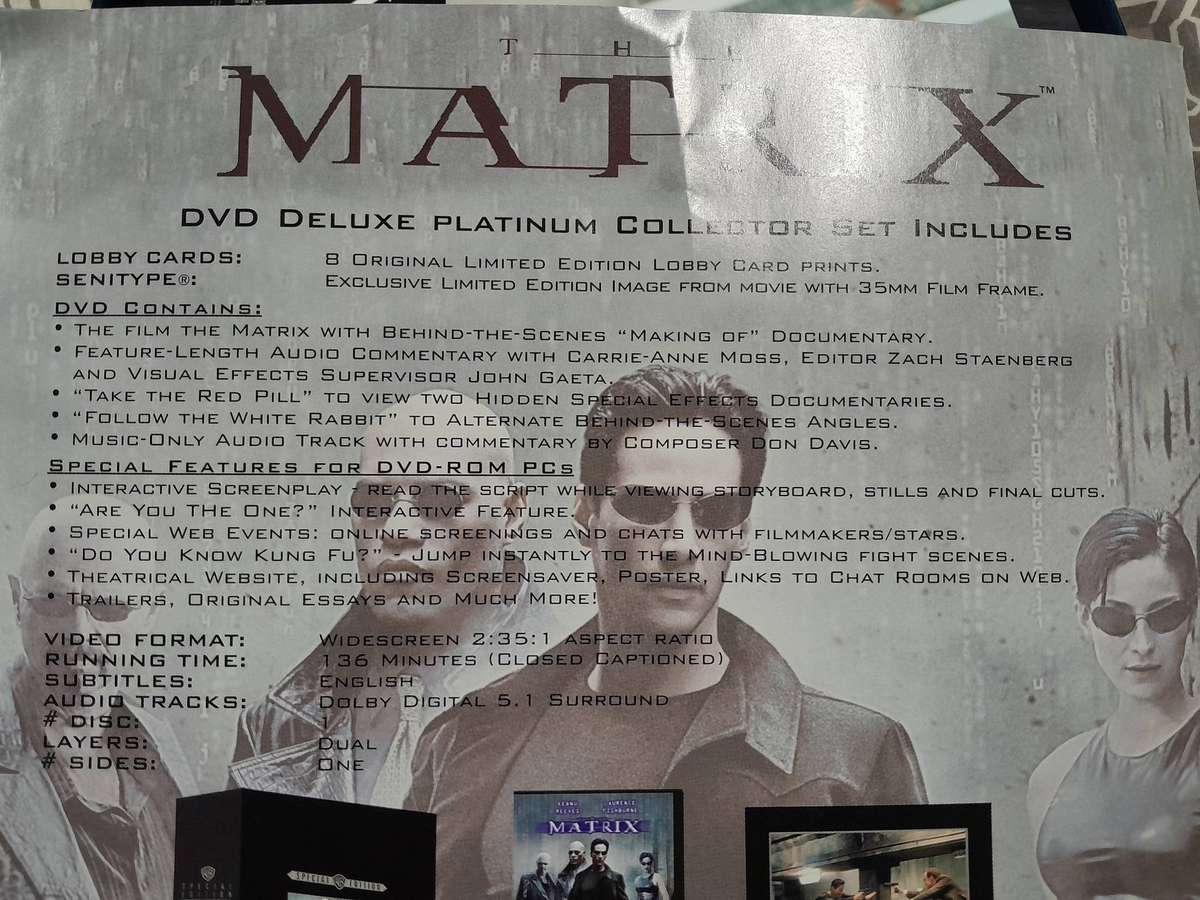 THE
MATRIX™
DVD DELUXE PLATINUM COLLECTOR SET INCLUDES
LOBBY CARDS: 8 ORIGINAL LIMITED EDITION LOBBY CARD PRINTS.
SENITYPE®: EXCLUSIVE LIMITED EDITION IMAGE FROM MOVIE WITH 35MM FILM FRAME.
DVD CONTAINS:
• THE FILM THE MATRIX WITH BEHIND-THE-SCENES “MAKING OF” DOCUMENTARY.
• FEATURE-LENGTH AUDIO COMMENTARY WITH CARRIE-ANNE MOSS, EDITOR ZACH STAENBERG
AND VISUAL EFFECTS SUPERVISOR JOHN GAETA.
• “TAKE THE RED PILL” TO VIEW TWO HIDDEN SPECIAL EFFECTS DOCUMENTARIES.
• “FOLLOW THE WHITE RABBIT” TO ALTERNATE BEHIND-THE-SCENES ANGLES.
• MUSIC-ONLY AUDIO TRACK WITH COMMENTARY BY COMPOSER DON DAVIS.
SPECIAL FEATURES FOR DVD-ROM PCS
• INTERACTIVE SCREENPLAY - READ THE SCRIPT WHILE VIEWING STORYBOARD, STILLS AND FINAL CUTS.
• “ARE YOU THE ONE?” INTERACTIVE FEATURE.
• SPECIAL WEB EVENTS: ONLINE SCREENINGS AND CHATS WITH FILMMAKERS/STARS.
• “DO YOU KNOW KUNG FU?” - JUMP INSTANTLY TO THE MIND-BLOWING FIGHT SCENES.
• THEATRICAL WEBSITE, INCLUDING SCREENSAVER, POSTER, LINKS TO CHAT ROOMS ON WEB.
• TRAILERS, ORIGINAL ESSAYS AND MUCH MORE!
VIDEO FORMAT: WIDESCREEN 2:35:1 ASPECT RATIO
RUNNING TIME: 136 MINUTES (CLOSED CAPTIONED)
SUBTITLES: ENGLISH
AUDIO TRACKS: DOLBY DIGITAL 5.1 SURROUND
# DISC: 1
LAYERS: DUAL
# SIDES: ONE
KEANU REEVES LAURENCE FISHBURNE
MATRIX
SPECIAL EDITION
SPECIAL EDITION